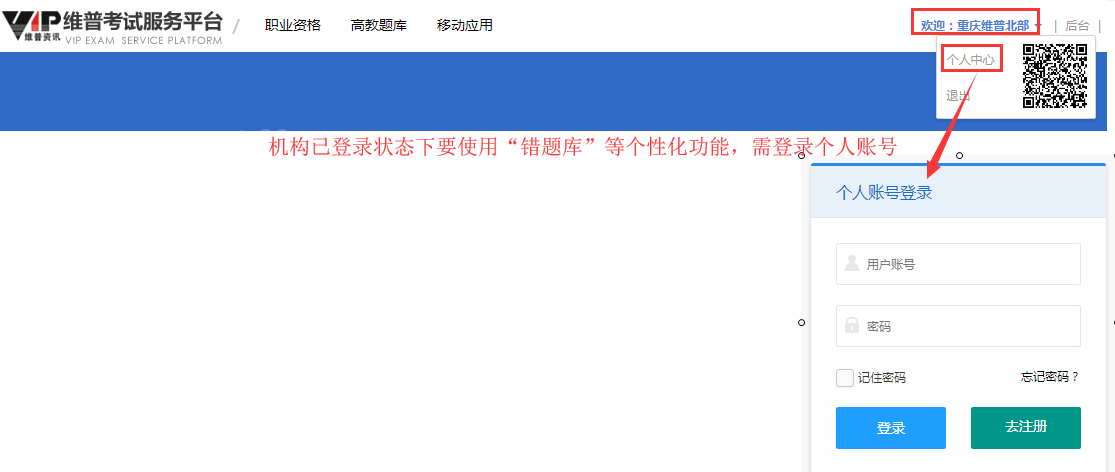 VIP 维普考试服务平台
维普资讯 VIP EXAM SERVICE PLATFORM
/ 职业资格 高教题库 移动应用
欢迎：重庆维普北部 | 后台 |
个人中心
退出
机构已登录状态下要使用“错题库”等个性化功能，需登录个人账号
个人账号登录
用户账号
密码
记住密码 忘记密码？
登录 去注册